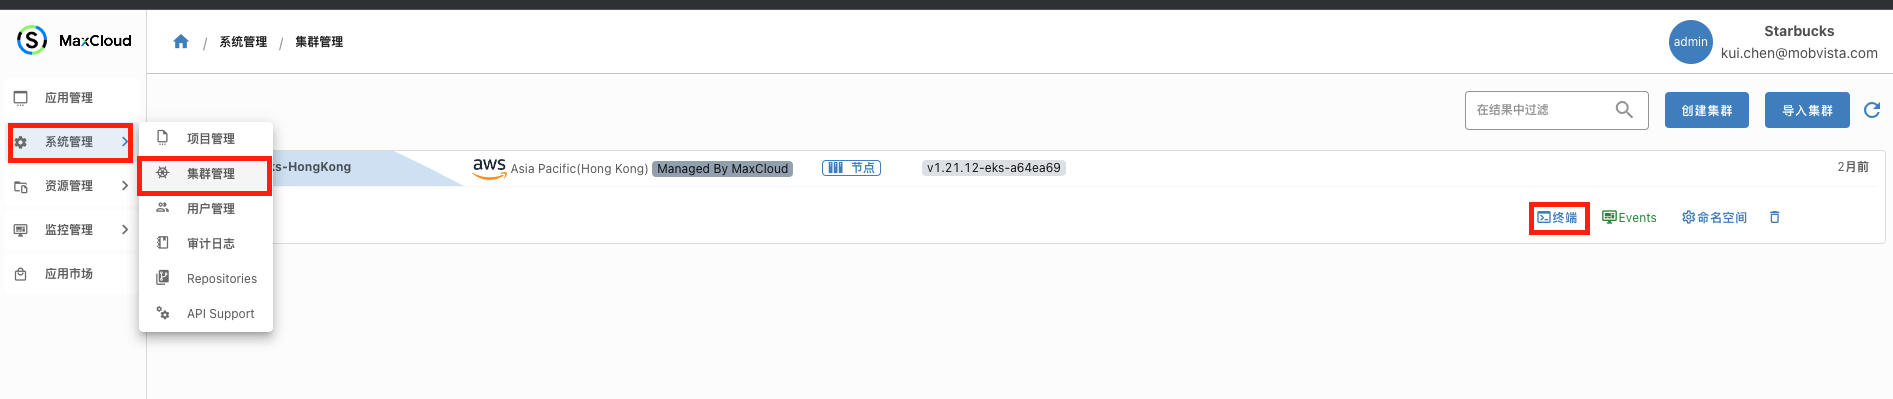 MaxCloud
/ 系统管理 / 集群管理
admin
Starbucks
kui.chen@mobvista.com
应用管理
系统管理
资源管理
监控管理
应用市场
项目管理
集群管理
用户管理
审计日志
Repositories
API Support
在结果中过滤
创建集群
导入集群
s-HongKong
aws
Asia Pacific(Hong Kong)
Managed By MaxCloud
节点
v1.21.12-eks-a64ea69
2月前
终端
Events
命名空间